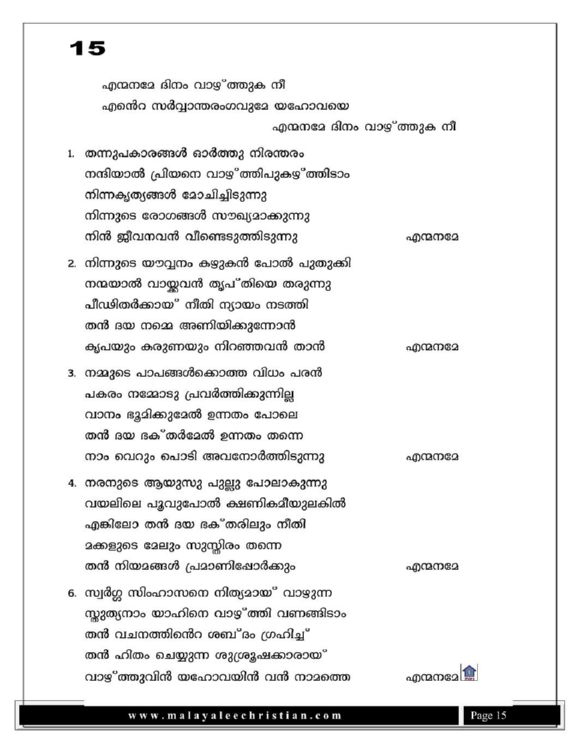 15
എന്മനമേ ദിനം വാഴ്ത്തുക നീ
എൻെറ സർവ്വാന്തരംഗവുമേ യഹോവയെ
എന്മനമേ ദിനം വാഴ്ത്തുക നീ
1. തന്നുപകാരങ്ങൾ ഓർത്തു നിരന്തരം
നന്ദിയാൽ പ്രിയനെ വാഴ്ത്തിപുകഴ്ത്തിടാം
നിന്നകൃത്യങ്ങൾ മോചിച്ചിടുന്നു
നിന്നുടെ രോഗങ്ങൾ സൗഖ്യമാക്കുന്നു
നിൻ ജീവനവൻ വീണ്ടെടുത്തിടുന്നു എന്മനമേ
2. നിന്നുടെ യൗവ്വനം കഴുകൻ പോൽ പുതുക്കി
നന്മയാൽ വായ്ക്കവൻ തൃപ്തിയെ തരുന്നു
പീഢിതർക്കായ് നീതി ന്യായം നടത്തി
തൻ ദയ നമ്മെ അണിയിക്കുന്നോൻ
കൃപയും കരുണയും നിറഞ്ഞവൻ താൻ എന്മനമേ
3. നമ്മുടെ പാപങ്ങൾക്കൊത്ത വിധം പരൻ
പകരം നമ്മോടു പ്രവർത്തിക്കുന്നില്ല
വാനം ഭൂമിക്കുമേൽ ഉന്നതം പോലെ
തൻ ദയ ഭക്തർമേൽ ഉന്നതം തന്നെ
നാം വെറും പൊടി അവനോർത്തിടുന്നു എന്മനമേ
4. നരനുടെ ആയുസു പുല്ലു പോലാകുന്നു
വയലിലെ പൂവുപോൽ ക്ഷണികമീയുലകിൽ
എങ്കിലോ തൻ ദയ ഭക്തരിലും നീതി
മക്കളുടെ മേലും സുസ്ഥിരം തന്നെ
തൻ നിയമങ്ങൾ പ്രമാണിപ്പോർക്കും എന്മനമേ
6. സ്വർഗ്ഗ സിംഹാസനെ നിത്യമായ് വാഴുന്ന
സ്തുത്യനാം യാഹിനെ വാഴ്ത്തി വണങ്ങിടാം
തൻ വചനത്തിൻെറ ശബ്ദം ഗ്രഹിച്ച്
തൻ ഹിതം ചെയ്യുന്ന ശുശ്രൂഷക്കാരായ്
വാഴ്ത്തുവിൻ യഹോവയിൻ വൻ നാമത്തെ എന്മനമേ
www.malayaleechristian.com Page 15